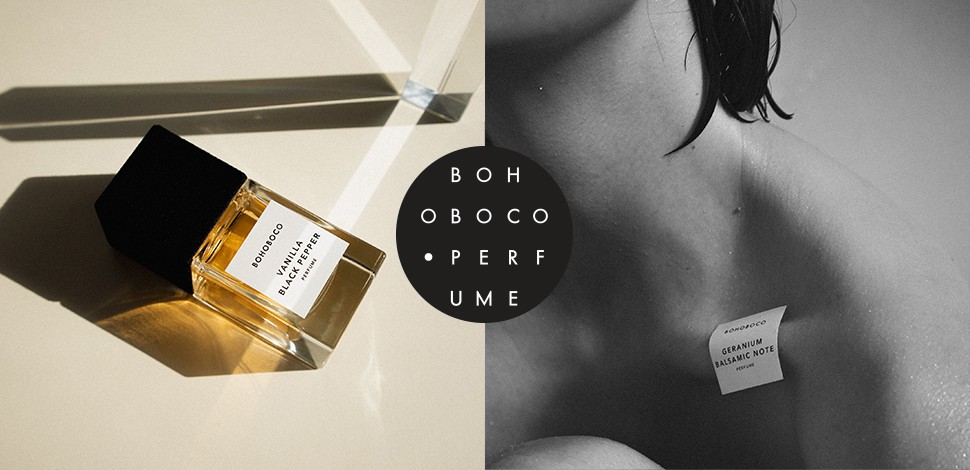 BOHOBOCO
VANILLA
BLACK PEPPER
PERFUME
BOH
OBOCO
• PERF
UME
BOHOBOCO
GERANIUM
BALSAMIC NOTE
PERFUME